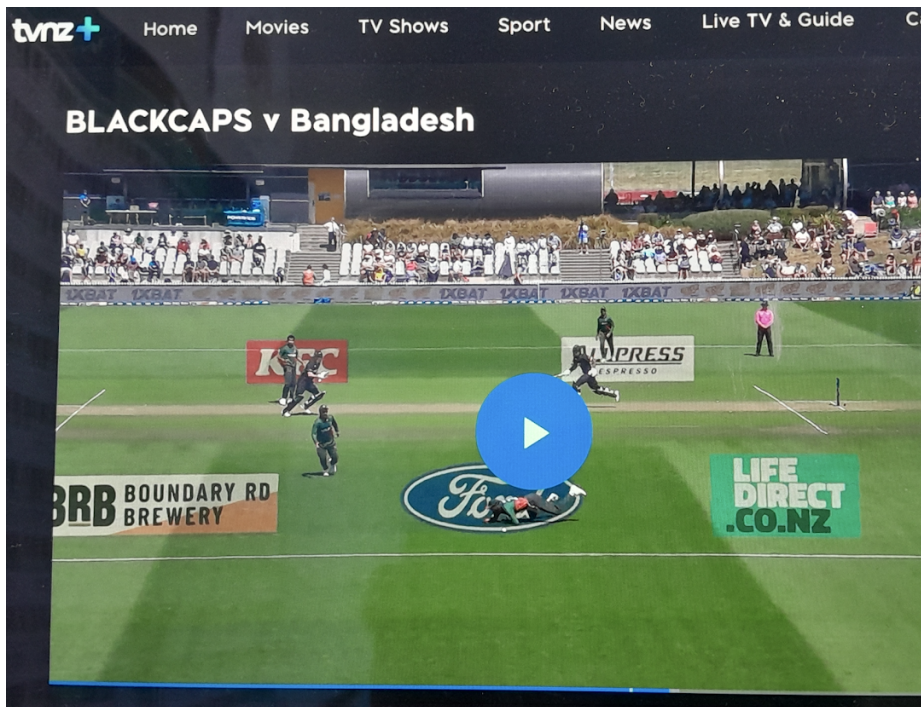 tvnz+ Home Movies TV Shows Sport News Live TV & Guide
BLACKCAPS v Bangladesh
1XBAT 1XBAT 1XBAT 1XBAT 1XBAT
KFC
PRESS
ESPRESSO
BRB BOUNDARY RD
BREWERY
Ford
LIFE
DIRECT
.CO.NZ